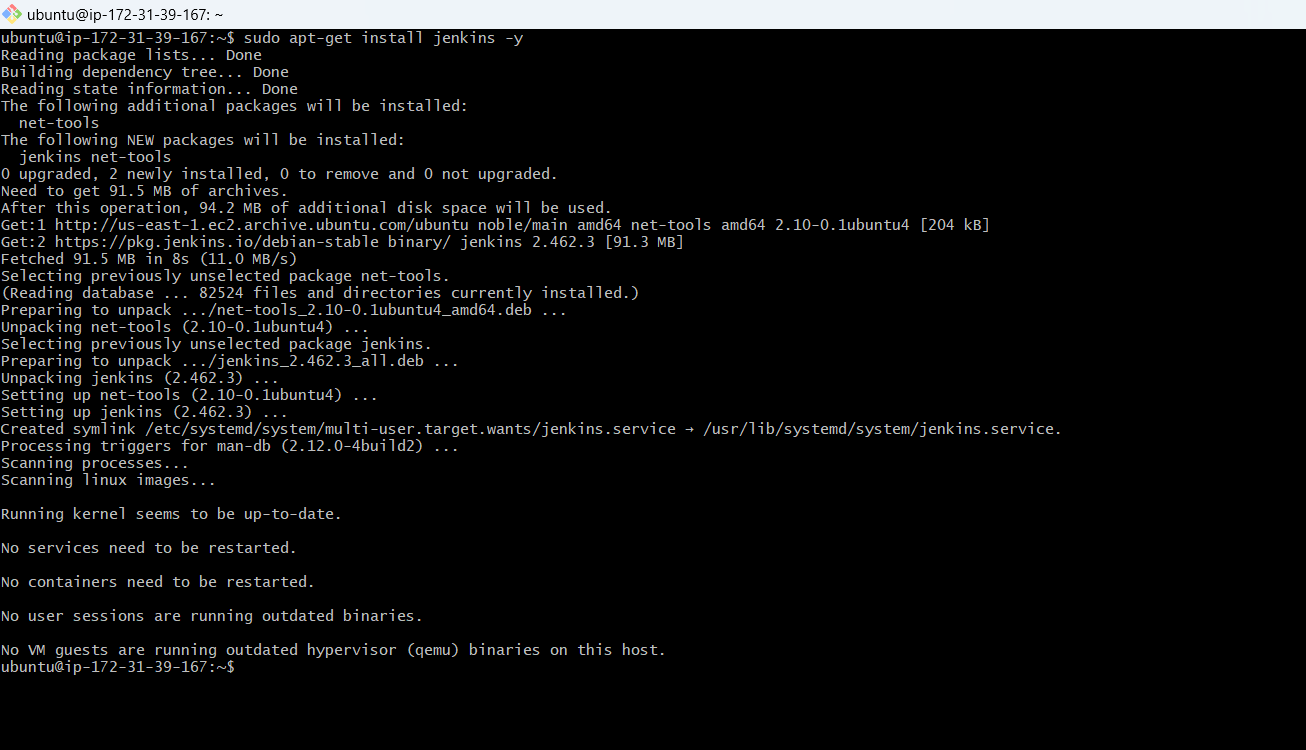 ubuntu@ip-172-31-39-167: ~
ubuntu@ip-172-31-39-167:~$ sudo apt-get install jenkins -y
Reading package lists... Done
Building dependency tree... Done
Reading state information... Done
The following additional packages will be installed:
  net-tools
The following NEW packages will be installed:
  jenkins net-tools
0 upgraded, 2 newly installed, 0 to remove and 0 not upgraded.
Need to get 91.5 MB of archives.
After this operation, 94.2 MB of additional disk space will be used.
Get:1 http://us-east-1.ec2.archive.ubuntu.com/ubuntu noble/main amd64 net-tools amd64 2.10-0.1ubuntu4 [204 kB]
Get:2 https://pkg.jenkins.io/debian-stable binary/ jenkins 2.462.3 [91.3 MB]
Fetched 91.5 MB in 8s (11.0 MB/s)
Selecting previously unselected package net-tools.
(Reading database ... 82524 files and directories currently installed.)
Preparing to unpack .../net-tools_2.10-0.1ubuntu4_amd64.deb ...
Unpacking net-tools (2.10-0.1ubuntu4) ...
Selecting previously unselected package jenkins.
Preparing to unpack .../jenkins_2.462.3_all.deb ...
Unpacking jenkins (2.462.3) ...
Setting up net-tools (2.10-0.1ubuntu4) ...
Setting up jenkins (2.462.3) ...
Created symlink /etc/systemd/system/multi-user.target.wants/jenkins.service → /usr/lib/systemd/system/jenkins.service.
Processing triggers for man-db (2.12.0-4build2) ...
Scanning processes...
Scanning linux images...
Running kernel seems to be up-to-date.
No services need to be restarted.
No containers need to be restarted.
No user sessions are running outdated binaries.
No VM guests are running outdated hypervisor (qemu) binaries on this host.
ubuntu@ip-172-31-39-167:~$